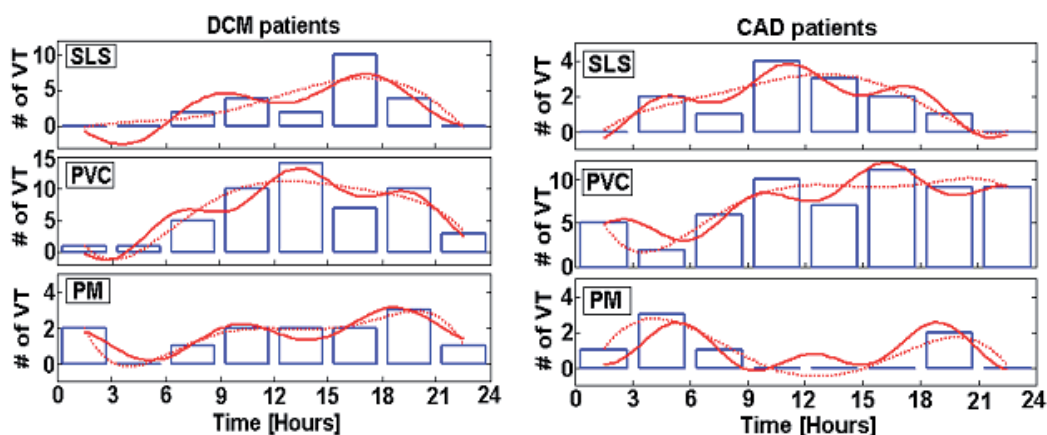 DCM patients
SLS
# of VT
10
5
0
PVC
# of VT
15
10
5
0
PM
# of VT
4
2
0
0 3 6 9 12 15 18 21 24
Time [Hours]
CAD patients
SLS
# of VT
4
2
0
PVC
# of VT
10
5
0
PM
# of VT
4
2
0
0 3 6 9 12 15 18 21 24
Time [Hours]